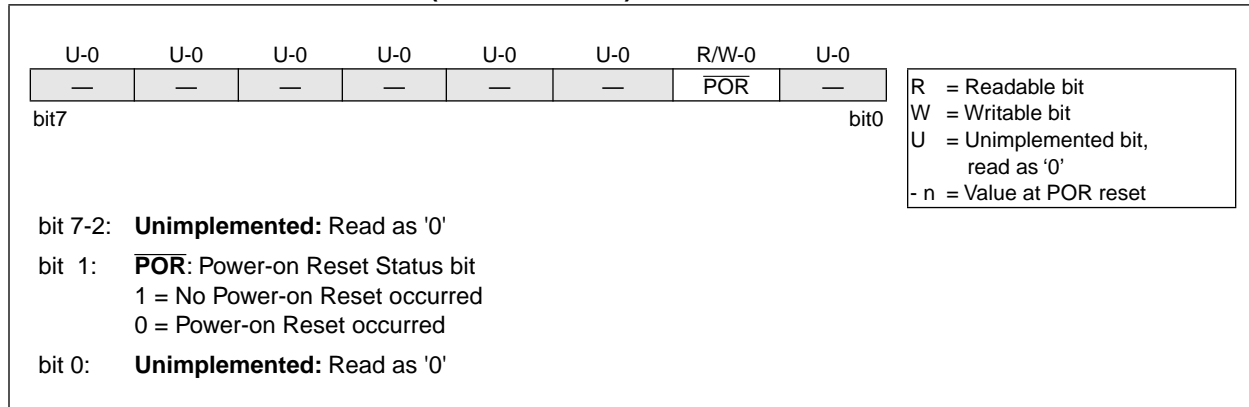 U-0 U-0 U-0 U-0 U-0 U-0 R/W-0 U-0
— — — — — — P̅O̅R̅ —
bit7 bit0
R = Readable bit
W = Writable bit
U = Unimplemented bit,
read as ‘0’
- n = Value at POR reset
bit 7-2: Unimplemented: Read as '0'
bit 1: P̅O̅R̅: Power-on Reset Status bit
1 = No Power-on Reset occurred
0 = Power-on Reset occurred
bit 0: Unimplemented: Read as '0'